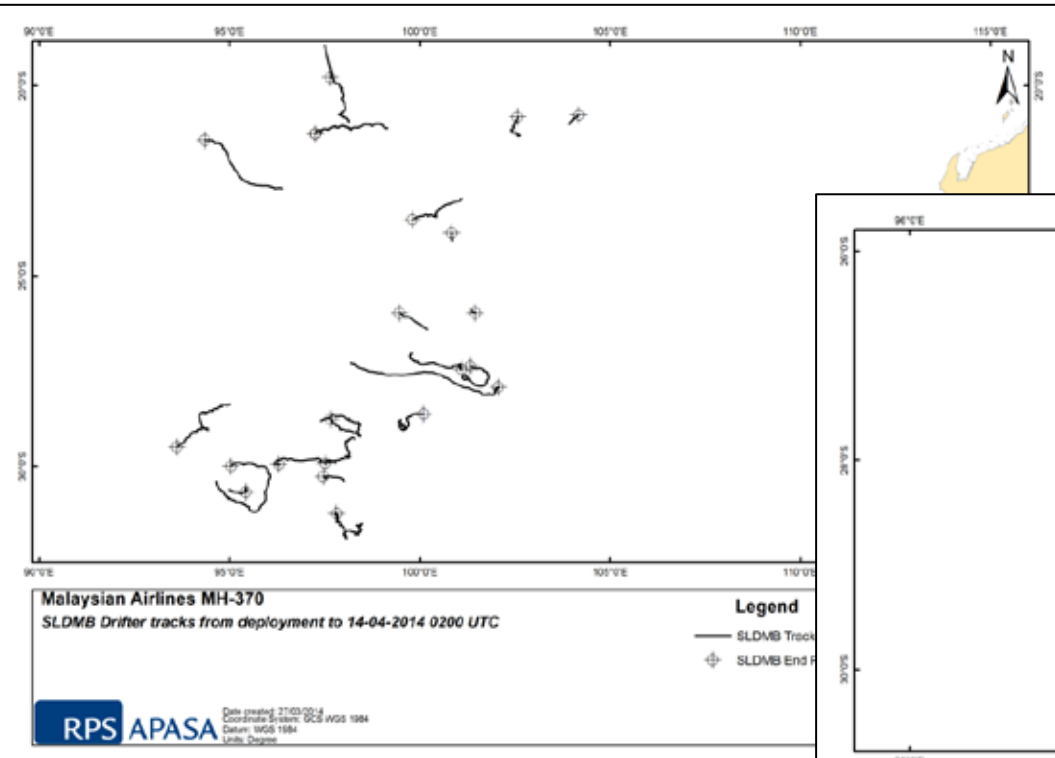 90°0'E 95°0'E 100°0'E 105°0'E 110°0'E 115°0'E
20°0'S 20°0'S
N
25°0'S
30°0'S
90°0'E 95°0'E 100°0'E 105°0'E 110°0'E
96°0'E
26°0'S
28°0'S
30°0'S
Malaysian Airlines MH-370
SLDMB Drifter tracks from deployment to 14-04-2014 0200 UTC
Legend
SLDMB Track
SLDMB End
RPS APASA
Date created: 27/03/2014
Coordinate System: GCS WGS 1984
Datum: WGS 1984
Units: Degree